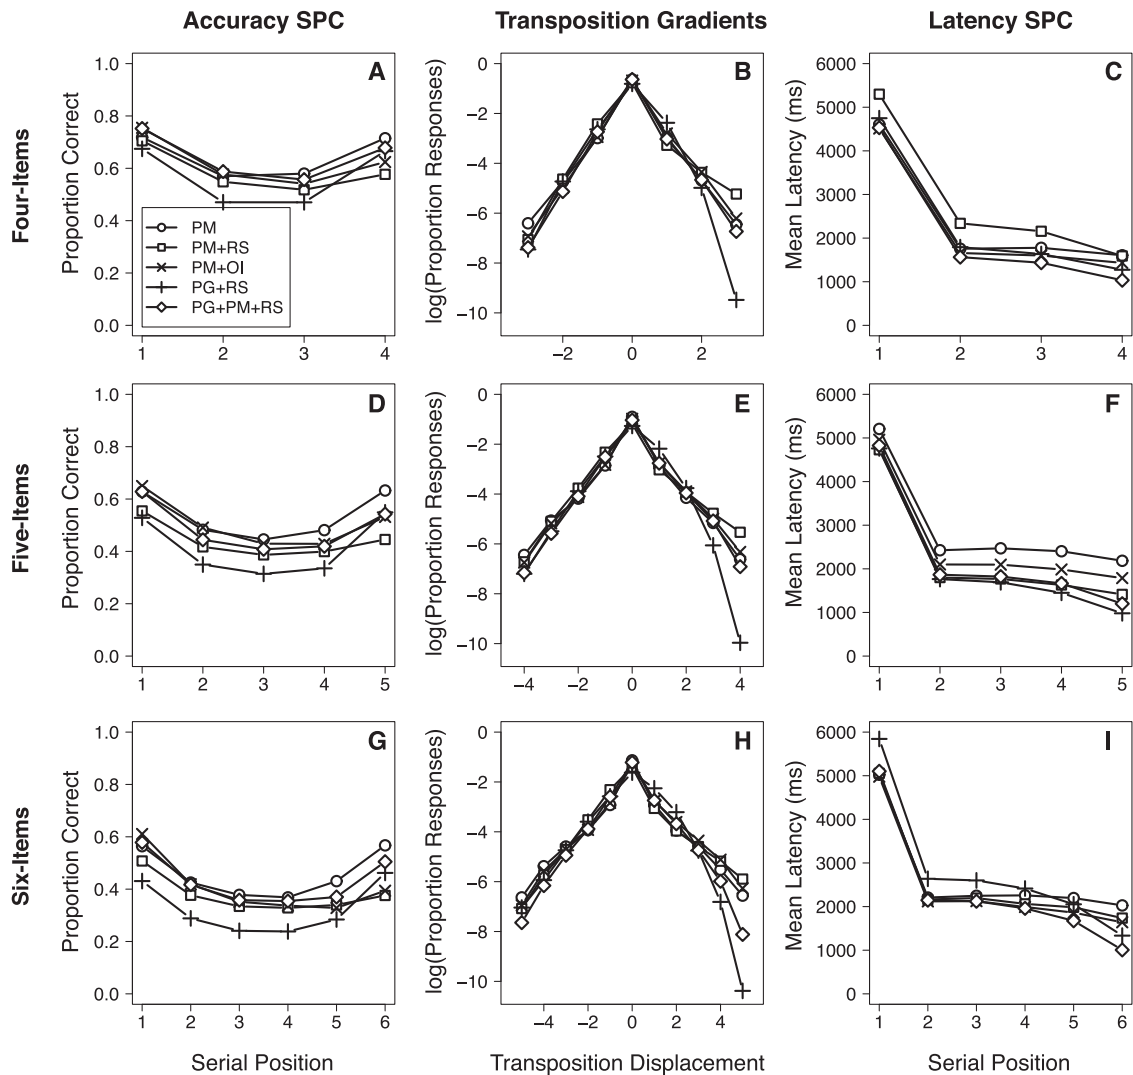 Accuracy SPC Transposition Gradients Latency SPC
Four-Items
Proportion Correct
1.0
0.8
0.6
0.4
0.2
0.0
A
PM
PM+RS
PM+OI
PG+RS
PG+PM+RS
1 2 3 4
log(Proportion Responses)
0
−2
−4
−6
−8
−10
B
−2 0 2
Mean Latency (ms)
6000
5000
4000
3000
2000
1000
0
C
1 2 3 4
Five-Items
Proportion Correct
1.0
0.8
0.6
0.4
0.2
0.0
D
1 2 3 4 5
log(Proportion Responses)
0
−2
−4
−6
−8
−10
E
−4 −2 0 2 4
Mean Latency (ms)
6000
5000
4000
3000
2000
1000
0
F
1 2 3 4 5
Six-Items
Proportion Correct
1.0
0.8
0.6
0.4
0.2
0.0
G
1 2 3 4 5 6
log(Proportion Responses)
0
−2
−4
−6
−8
−10
H
−4 −2 0 2 4
Mean Latency (ms)
6000
5000
4000
3000
2000
1000
0
I
1 2 3 4 5 6
Serial Position Transposition Displacement Serial Position